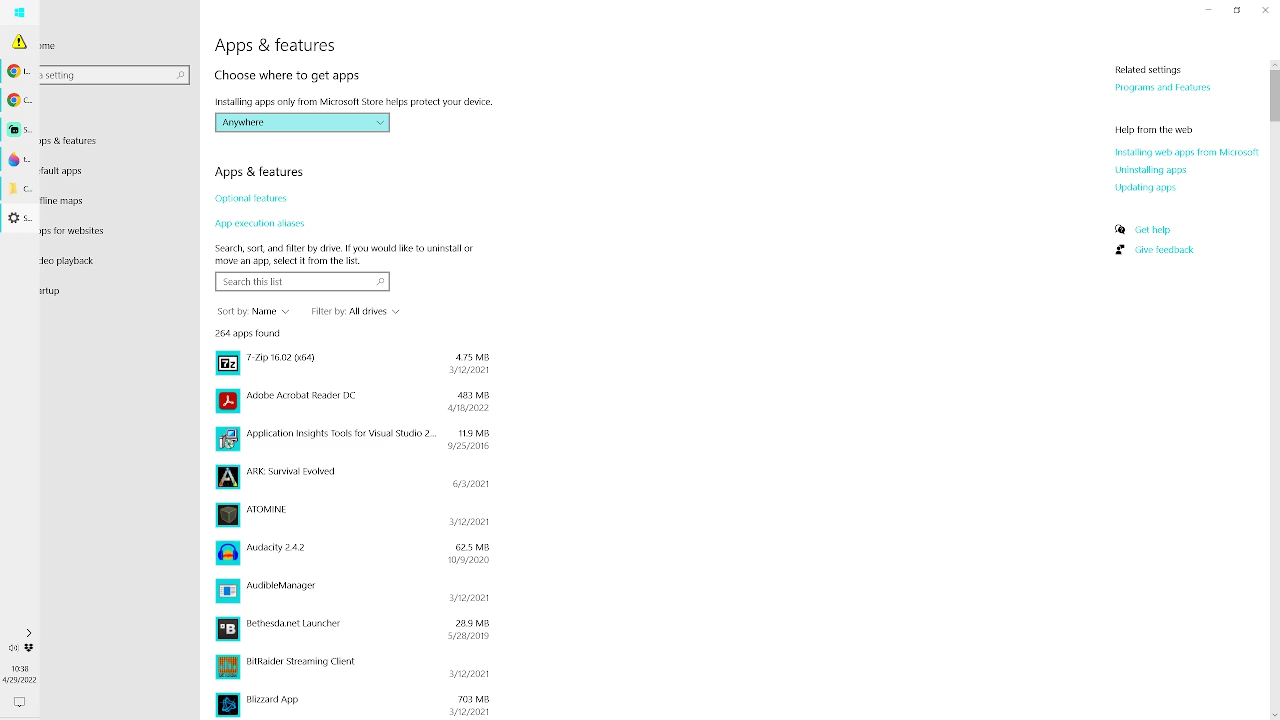 ome
a setting
ops & features
efault apps
ffline maps
ops for websites
deo playback
artup
I...
C...
S...
t...
C...
S...
10:38
4/29/2022
Apps & features
Choose where to get apps
Installing apps only from Microsoft Store helps protect your device.
Anywhere
Apps & features
Optional features
App execution aliases
Search, sort, and filter by drive. If you would like to uninstall or
move an app, select it from the list.
Search this list
Sort by: Name Filter by: All drives
264 apps found
7-Zip 16.02 (x64) 4.75 MB
3/12/2021
Adobe Acrobat Reader DC 483 MB
4/18/2022
Application Insights Tools for Visual Studio 2... 11.9 MB
9/25/2016
ARK: Survival Evolved
6/3/2021
ATOMINE
3/12/2021
Audacity 2.4.2 62.5 MB
10/9/2020
AudibleManager
3/12/2021
Bethesda.net Launcher 28.9 MB
5/28/2019
BitRaider Streaming Client
3/12/2021
Blizzard App 703 MB
3/12/2021
Related settings
Programs and Features
Help from the web
Installing web apps from Microsoft
Uninstalling apps
Updating apps
Get help
Give feedback